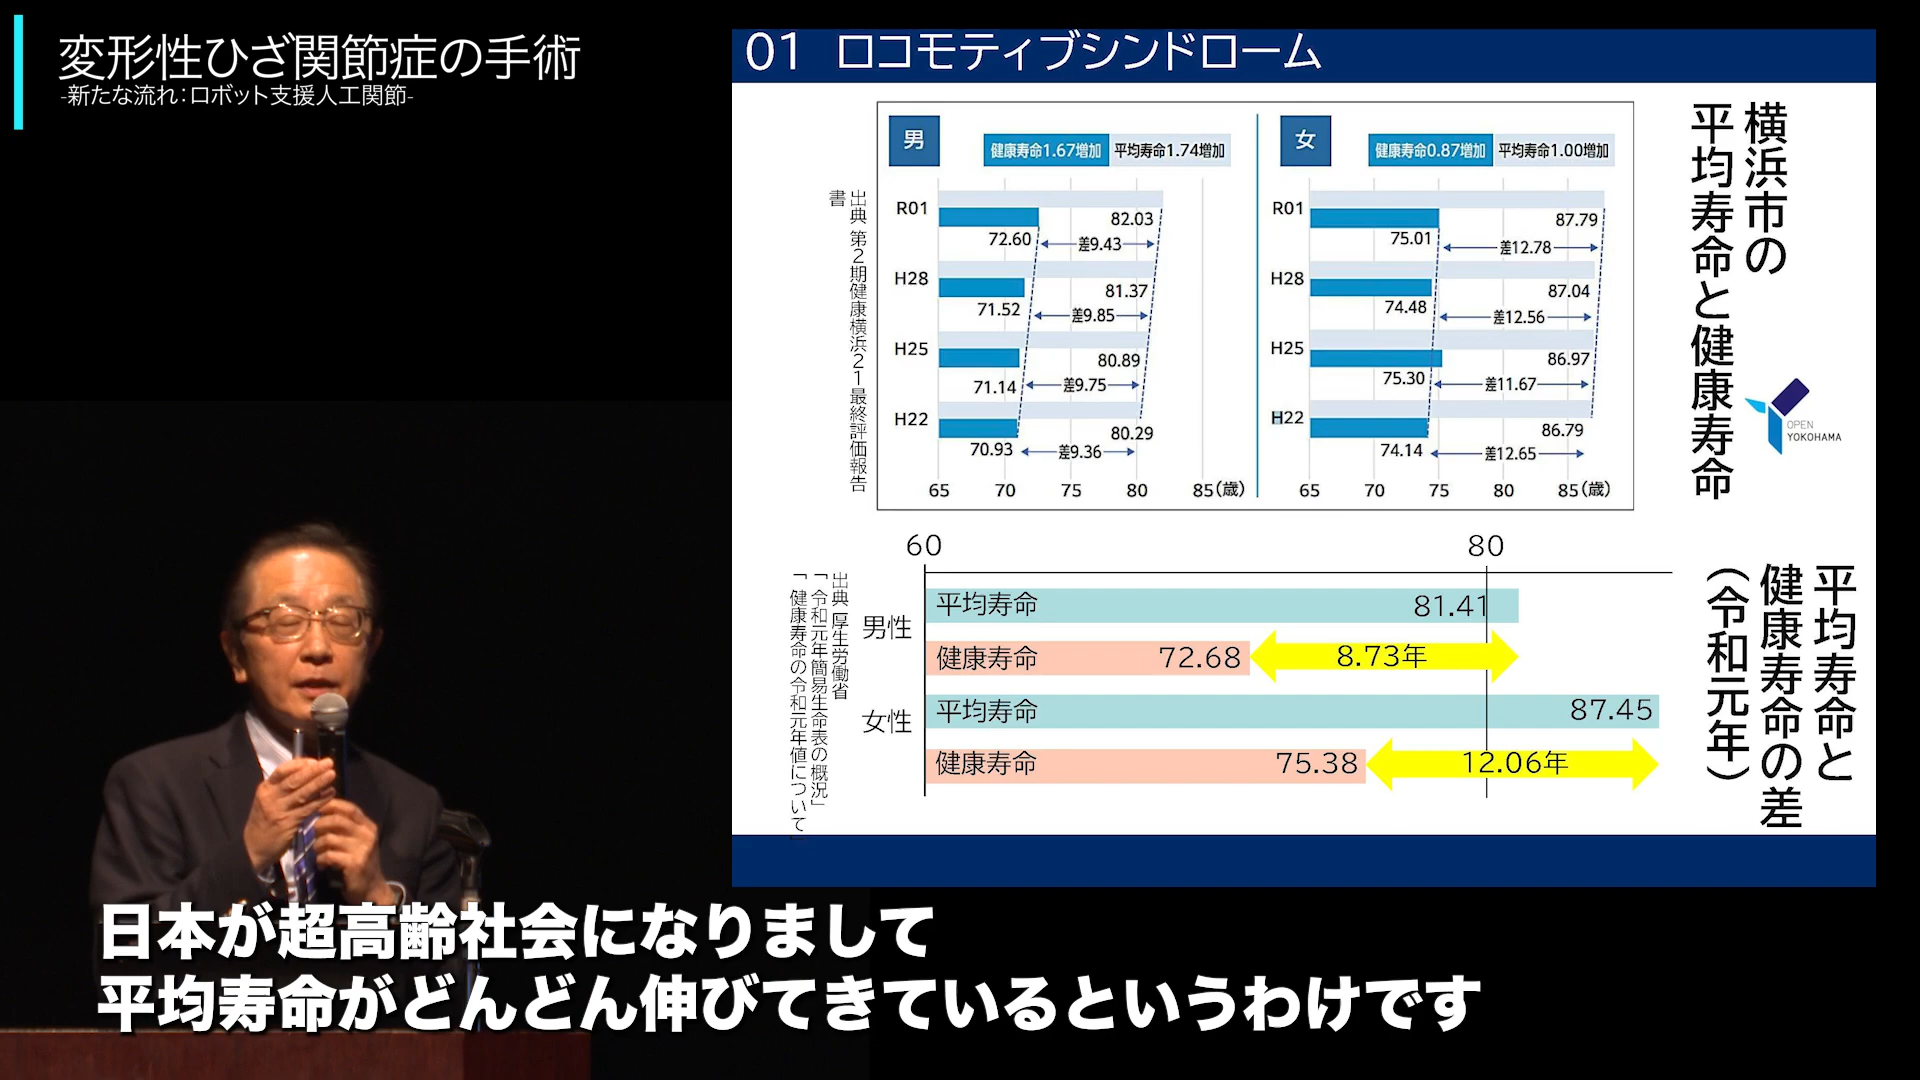 変形性ひざ関節症の手術
-新たな流れ：ロボット支援人工関節-
01 ロコモティブシンドローム
横浜市の
平均寿命と健康寿命
OPEN
YOKOHAMA
出典 第2期健康横浜21最終評価報告
書
男
健康寿命1.67増加 平均寿命1.74増加
R01
82.03
72.60 差9.43
H28
81.37
71.52 差9.85
H25
80.89
71.14 差9.75
H22
80.29
70.93 差9.36
65 70 75 80 85(歳)
女
健康寿命0.87増加 平均寿命1.00増加
R01
87.79
75.01 差12.78
H28
87.04
74.48 差12.56
H25
86.97
75.30 差11.67
H22
86.79
74.14 差12.65
65 70 75 80 85(歳)
平均寿命と
健康寿命の差
（令和元年）
出典 厚生労働省
「令和元年簡易生命表の概況」
「健康寿命の令和元年値について」
60 80
男性
平均寿命 81.41
健康寿命 72.68 8.73年
女性
平均寿命 87.45
健康寿命 75.38 12.06年
日本が超高齢社会になりまして
平均寿命がどんどん伸びてきているというわけです